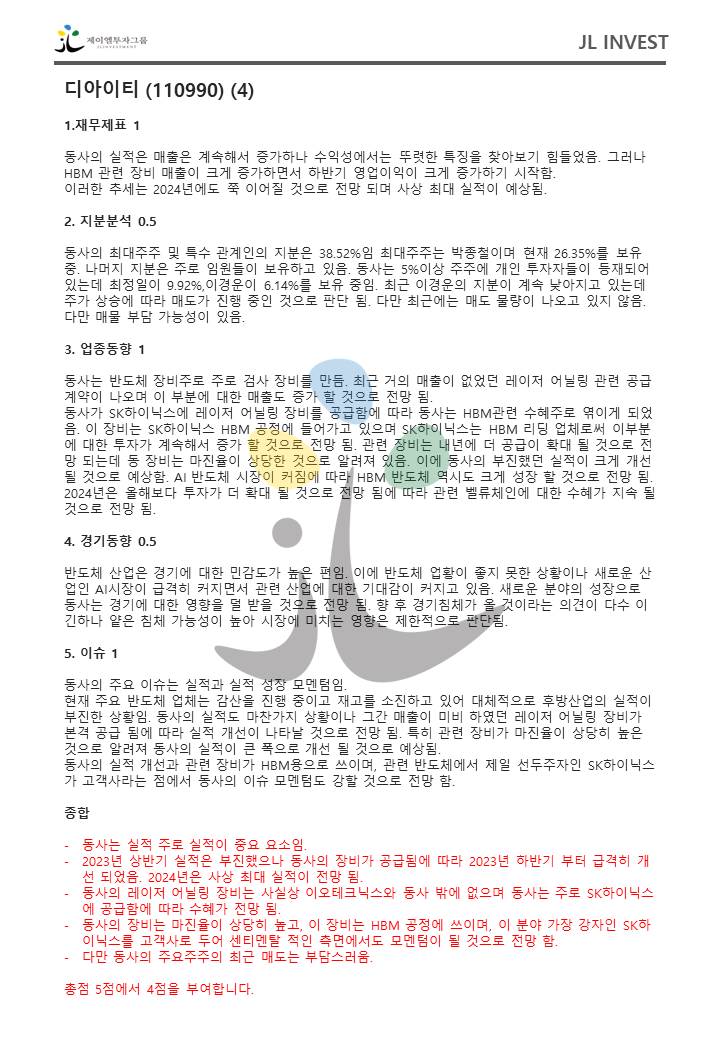 제이엘투자그룹
JL INVESTMENT
JL INVEST
디아이티 (110990) (4)
1.재무제표 1
동사의 실적은 매출은 계속해서 증가하나 수익성에서는 뚜렷한 특징을 찾아보기 힘들었음. 그러나
HBM 관련 장비 매출이 크게 증가하면서 하반기 영업이익이 크게 증가하기 시작함.
이러한 추세는 2024년에도 쭉 이어질 것으로 전망 되며 사상 최대 실적이 예상됨.
2. 지분분석 0.5
동사의 최대주주 및 특수 관계인의 지분은 38.52%임 최대주주는 박종철이며 현재 26.35%를 보유
중. 나머지 지분은 주로 임원들이 보유하고 있음. 동사는 5%이상 주주에 개인 투자자들이 등재되어
있는데 최정일이 9.92%,이경운이 6.14%를 보유 중임. 최근 이경운의 지분이 계속 낮아지고 있는데
주가 상승에 따라 매도가 진행 중인 것으로 판단 됨. 다만 최근에는 매도 물량이 나오고 있지 않음.
다만 매물 부담 가능성이 있음.
3. 업종동향 1
동사는 반도체 장비주로 주로 검사 장비를 만듬. 최근 거의 매출이 없었던 레이저 어닐링 관련 공급
계약이 나오며 이 부분에 대한 매출도 증가 할 것으로 전망 됨.
동사가 SK하이닉스에 레이저 어닐링 장비를 공급함에 따라 동사는 HBM관련 수혜주로 엮이게 되었
음. 이 장비는 SK하이닉스 HBM 공정에 들어가고 있으며 SK하이닉스는 HBM 리딩 업체로써 이부분
에 대한 투자가 계속해서 증가 할 것으로 전망 됨. 관련 장비는 내년에 더 공급이 확대 될 것으로 전
망 되는데 동 장비는 마진율이 상당한 것으로 알려져 있음. 이에 동사의 부진했던 실적이 크게 개선
될 것으로 예상함. AI 반도체 시장이 커짐에 따라 HBM 반도체 역시도 크게 성장 할 것으로 전망 됨.
2024년은 올해보다 투자가 더 확대 될 것으로 전망 됨에 따라 관련 벨류체인에 대한 수혜가 지속 될
것으로 전망 됨.
4. 경기동향 0.5
반도체 산업은 경기에 대한 민감도가 높은 편임. 이에 반도체 업황이 좋지 못한 상황이나 새로운 산
업인 AI시장이 급격히 커지면서 관련 산업에 대한 기대감이 커지고 있음. 새로운 분야의 성장으로
동사는 경기에 대한 영향을 덜 받을 것으로 전망 됨. 향 후 경기침체가 올 것이라는 의견이 다수 이
긴하나 얕은 침체 가능성이 높아 시장에 미치는 영향은 제한적으로 판단됨.
5. 이슈 1
동사의 주요 이슈는 실적과 실적 성장 모멘텀임.
현재 주요 반도체 업체는 감산을 진행 중이고 재고를 소진하고 있어 대체적으로 후방산업의 실적이
부진한 상황임. 동사의 실적도 마찬가지 상황이나 그간 매출이 미비 하였던 레이저 어닐링 장비가
본격 공급 됨에 따라 실적 개선이 나타날 것으로 전망 됨. 특히 관련 장비가 마진율이 상당히 높은
것으로 알려져 동사의 실적이 큰 폭으로 개선 될 것으로 예상됨.
동사의 실적 개선과 관련 장비가 HBM용으로 쓰이며, 관련 반도체에서 제일 선두주자인 SK하이닉스
가 고객사라는 점에서 동사의 이슈 모멘텀도 강할 것으로 전망 함.
종합
- 동사는 실적 주로 실적이 중요 요소임.
- 2023년 상반기 실적은 부진했으나 동사의 장비가 공급됨에 따라 2023년 하반기 부터 급격히 개
선 되었음. 2024년은 사상 최대 실적이 전망 됨.
- 동사의 레이저 어닐링 장비는 사실상 이오테크닉스와 동사 밖에 없으며 동사는 주로 SK하이닉스
에 공급함에 따라 수혜가 전망 됨.
- 동사의 장비는 마진율이 상당히 높고, 이 장비는 HBM 공정에 쓰이며, 이 분야 가장 강자인 SK하
이닉스를 고객사로 두어 센티멘탈 적인 측면에서도 모멘텀이 될 것으로 전망 함.
- 다만 동사의 주요주주의 최근 매도는 부담스러움.
총점 5점에서 4점을 부여합니다.